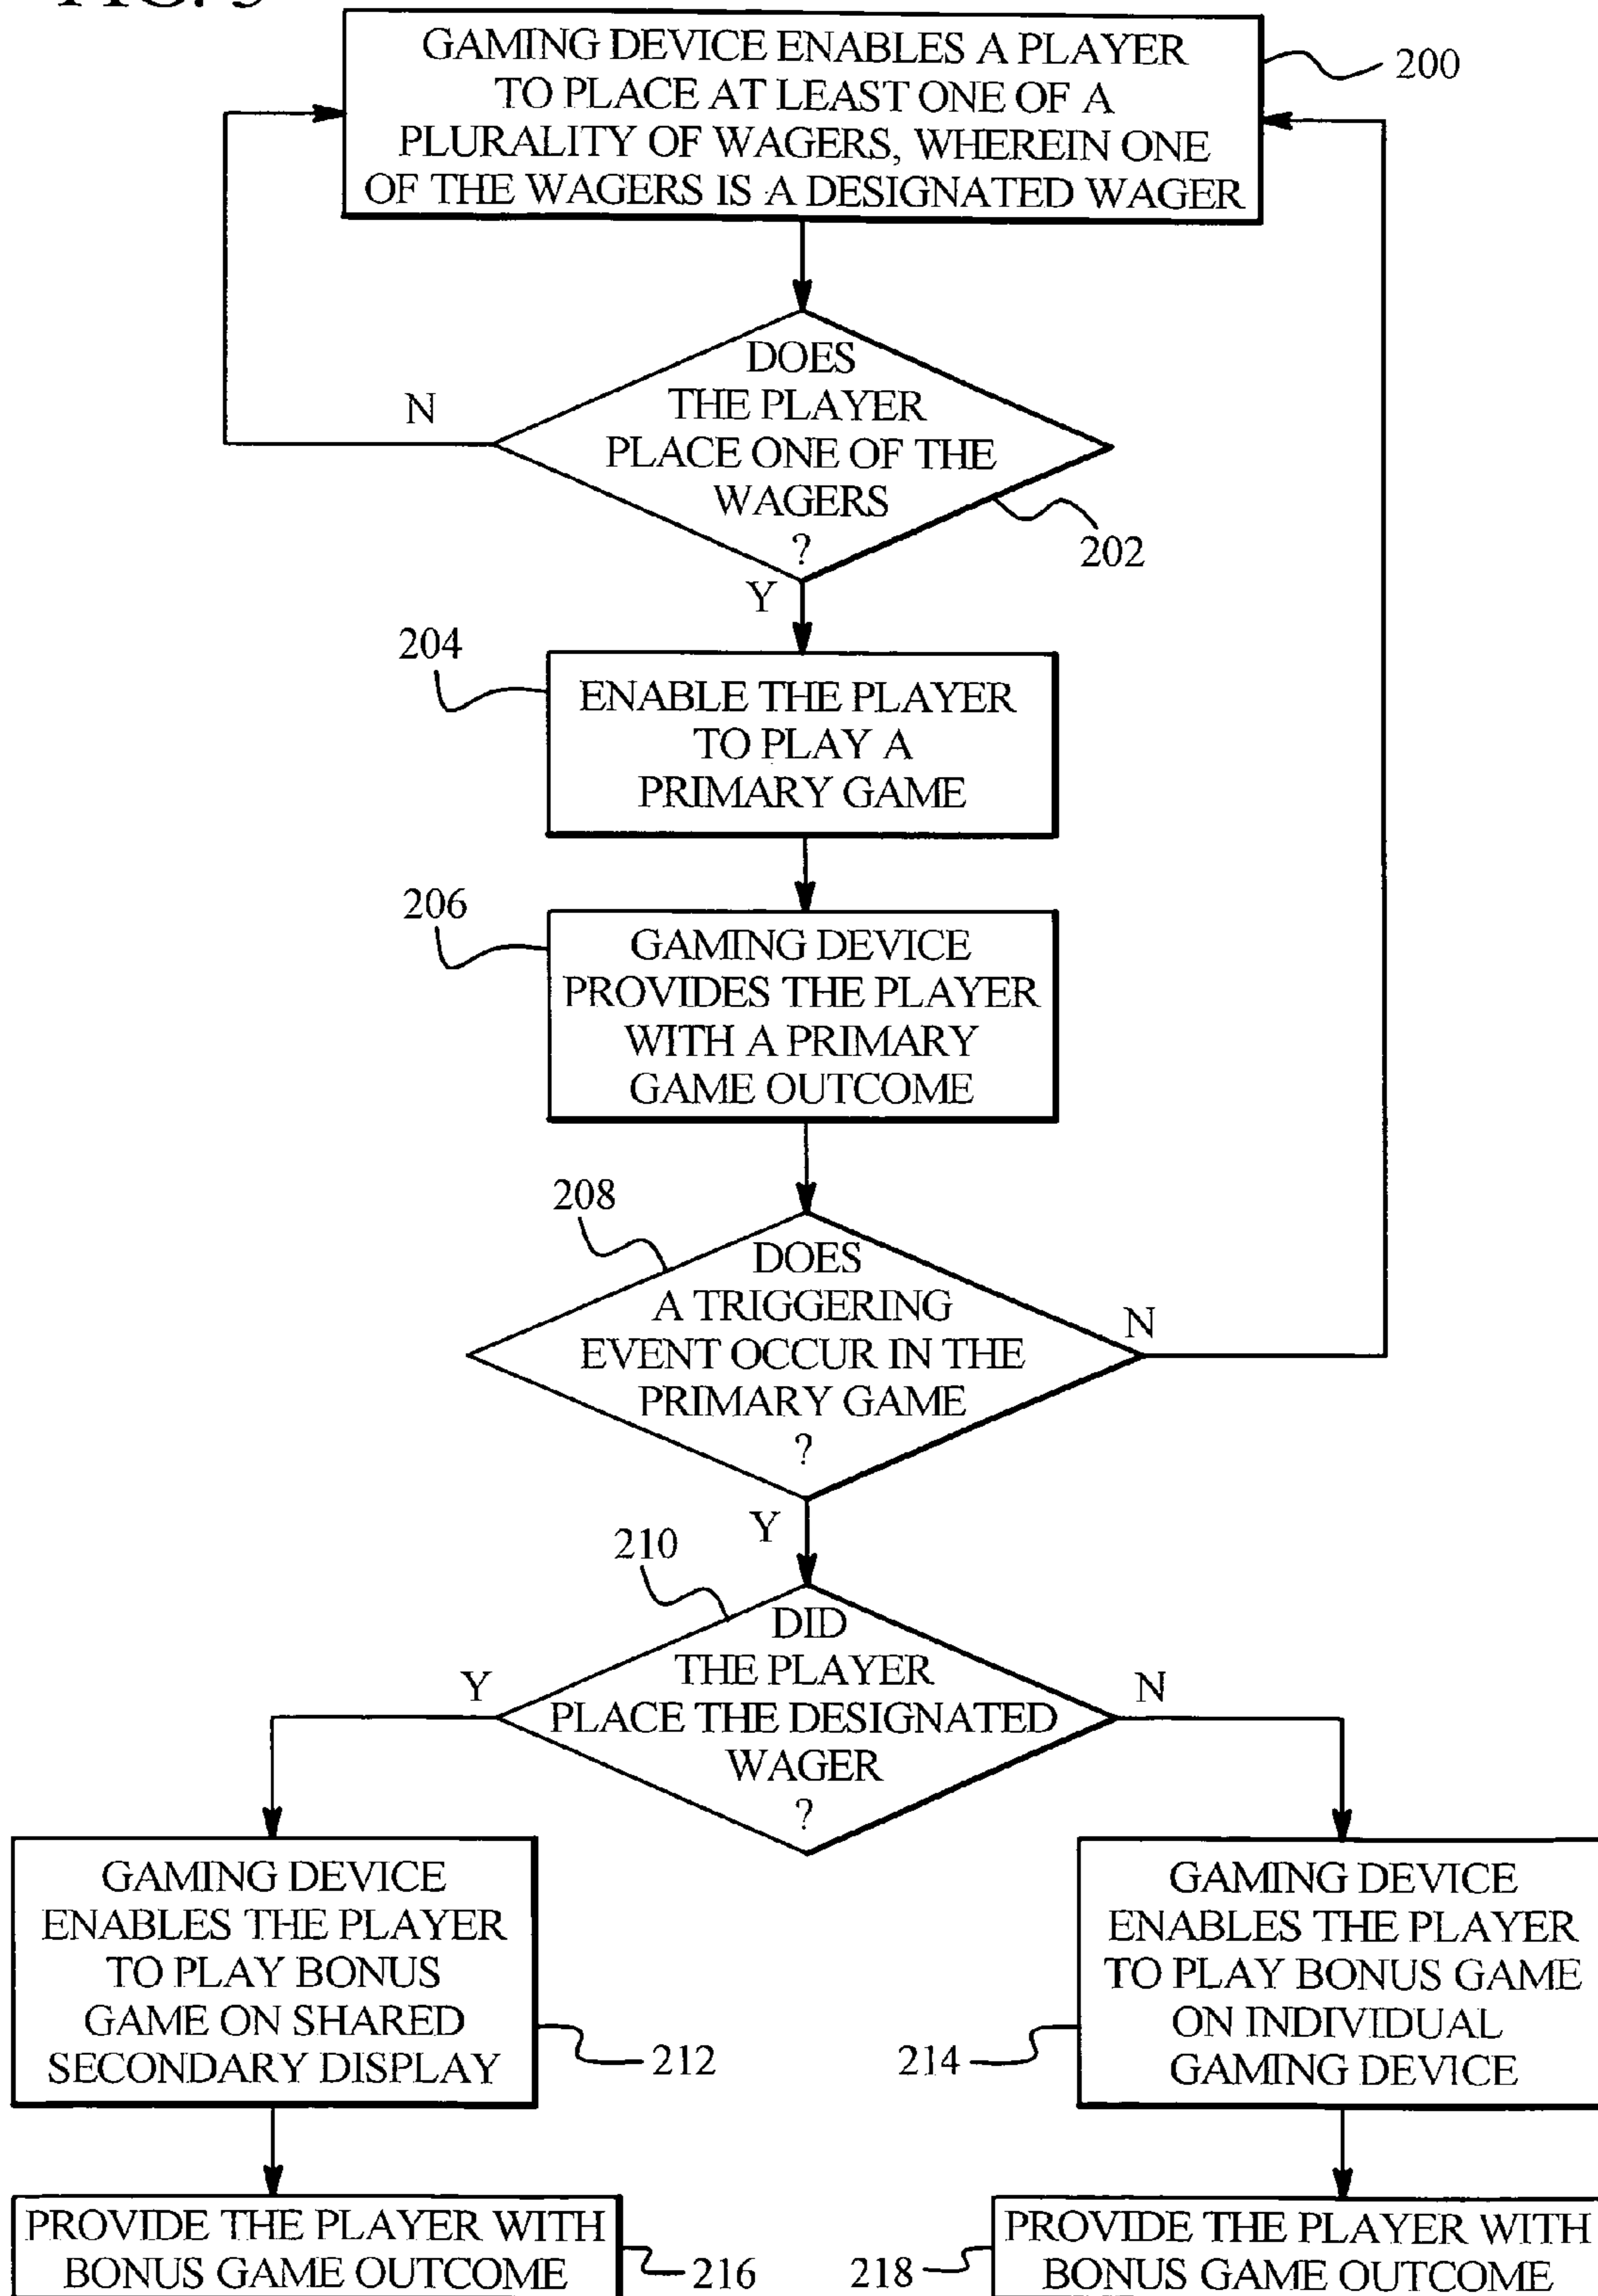 FIG. 3
GAMING DEVICE ENABLES A PLAYER
TO PLACE AT LEAST ONE OF A
PLURALITY OF WAGERS, WHEREIN ONE
OF THE WAGERS IS A DESIGNATED WAGER
200
DOES
THE PLAYER
PLACE ONE OF THE
WAGERS
?
N
202
Y
204
ENABLE THE PLAYER
TO PLAY A
PRIMARY GAME
206
GAMING DEVICE
PROVIDES THE PLAYER
WITH A PRIMARY
GAME OUTCOME
208
DOES
A TRIGGERING
EVENT OCCUR IN THE
PRIMARY GAME
?
N
Y
210
DID
THE PLAYER
PLACE THE DESIGNATED
WAGER
?
Y
N
GAMING DEVICE
ENABLES THE PLAYER
TO PLAY BONUS
GAME ON SHARED
SECONDARY DISPLAY
212
214
GAMING DEVICE
ENABLES THE PLAYER
TO PLAY BONUS GAME
ON INDIVIDUAL
GAMING DEVICE
PROVIDE THE PLAYER WITH
BONUS GAME OUTCOME
216
218
PROVIDE THE PLAYER WITH
BONUS GAME OUTCOME